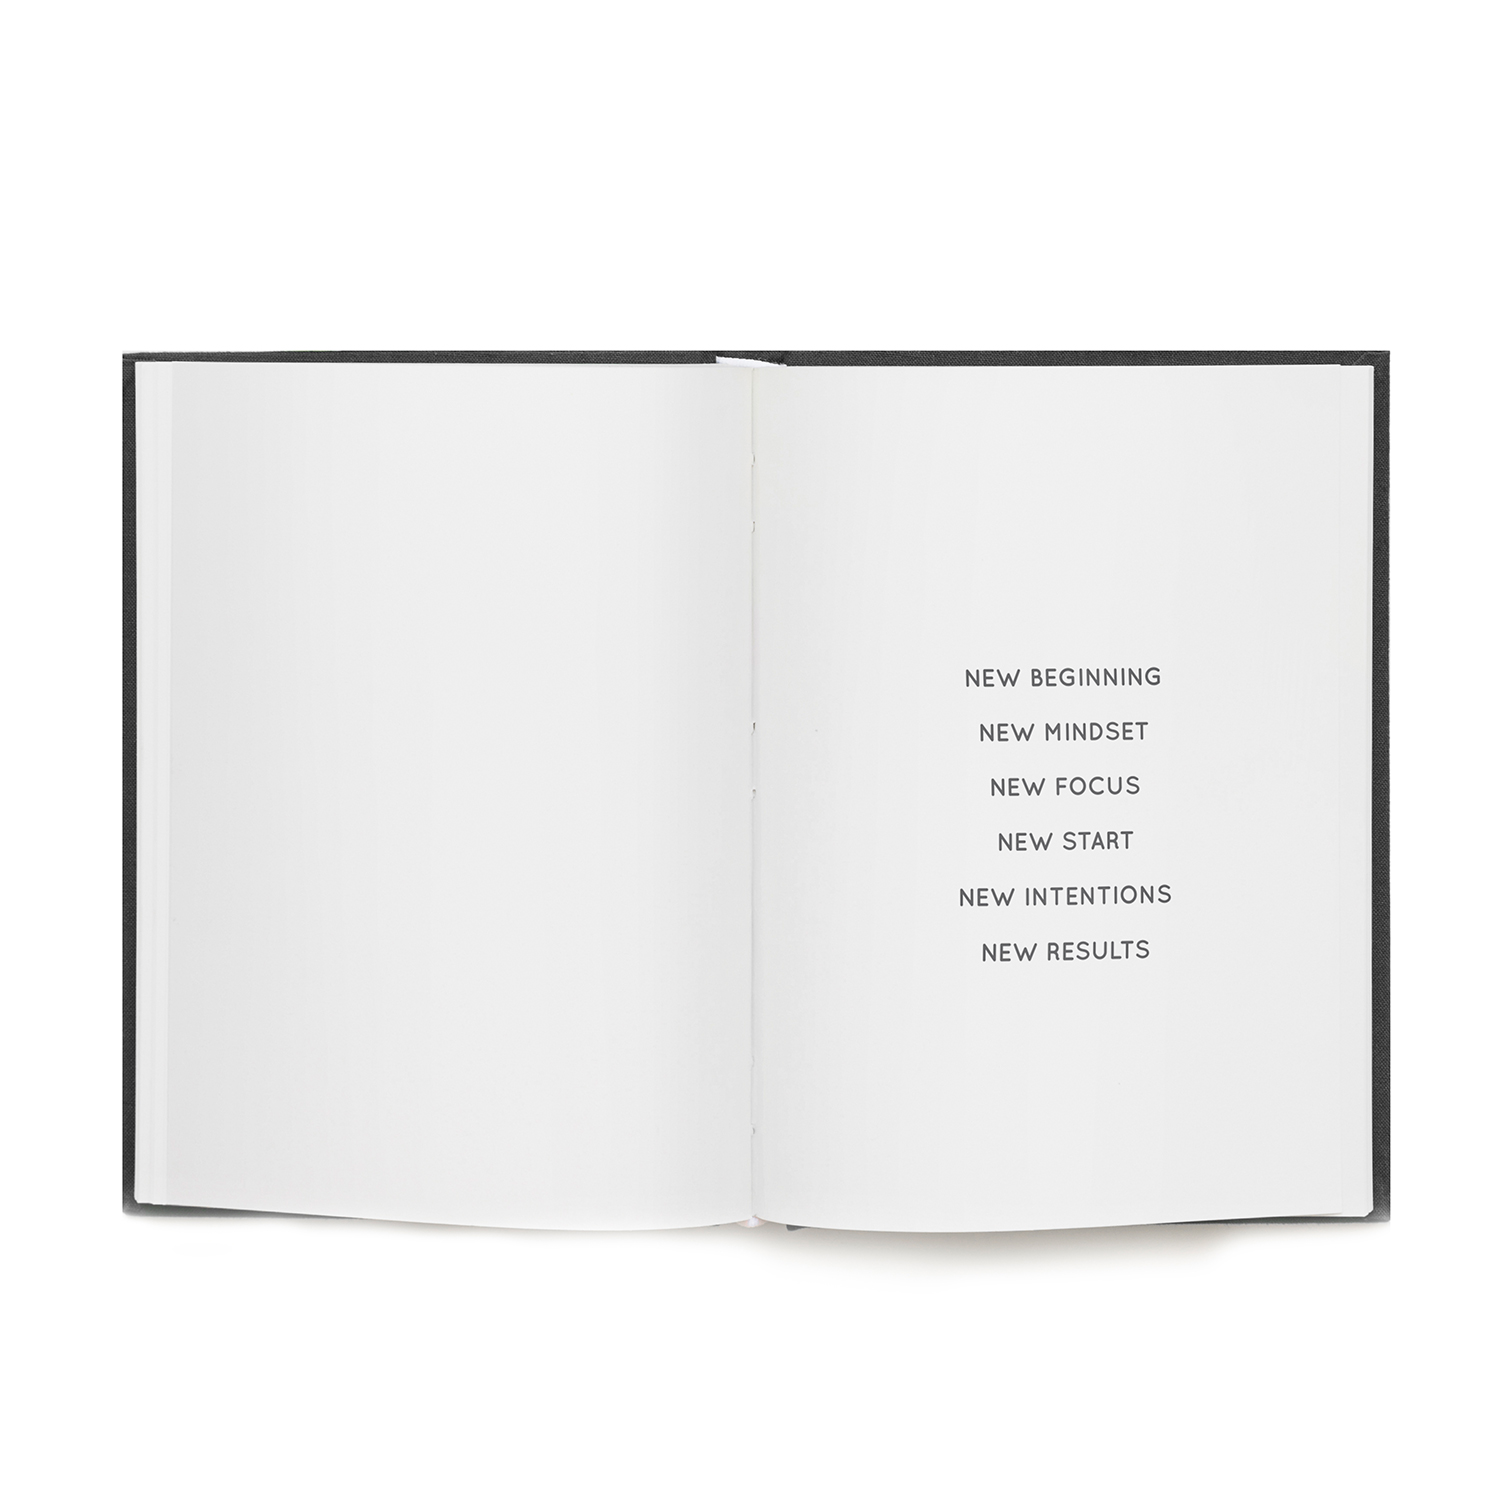 NEW BEGINNING
NEW MINDSET
NEW FOCUS
NEW START
NEW INTENTIONS
NEW RESULTS